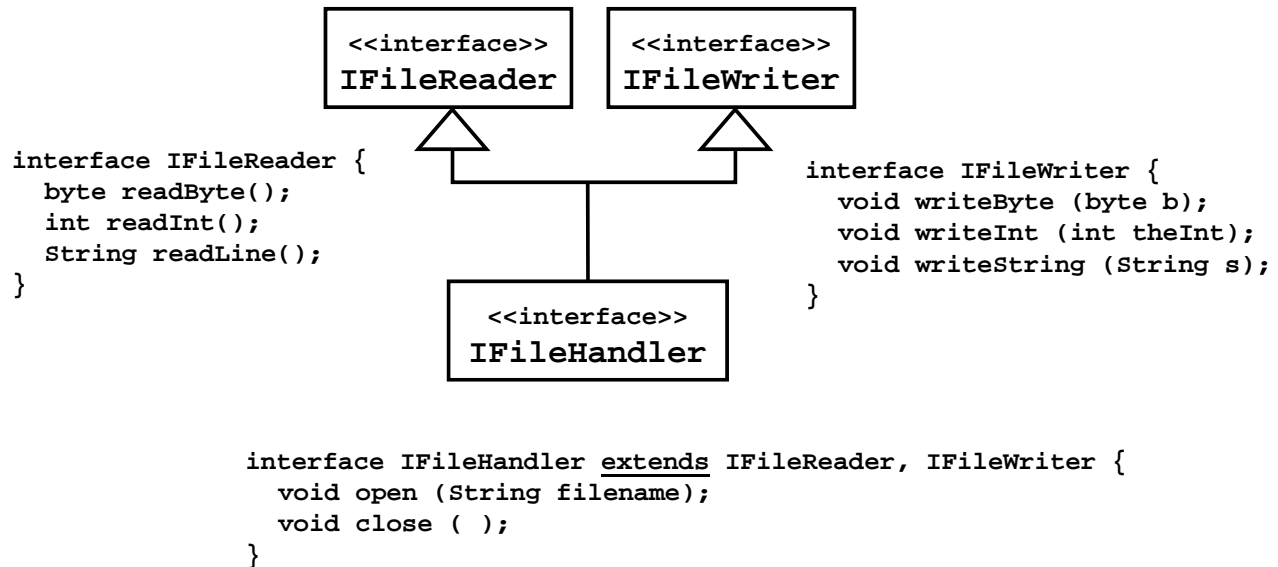 <<interface>>
IFileReader
<<interface>>
IFileWriter
interface IFileReader {
byte readByte();
int readInt();
String readLine();
}
interface IFileWriter {
void writeByte (byte b);
void writeInt (int theInt);
void writeString (String s);
}
<<interface>>
IFileHandler
interface IFileHandler extends IFileReader, IFileWriter {
void open (String filename);
void close ( );
}